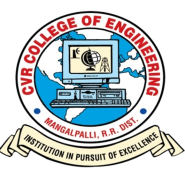 CVR COLLEGE OF ENGINEERING
MANGALPALLI, R.R. DIST.
INSTITUTION IN PURSUIT OF EXCELLENCE